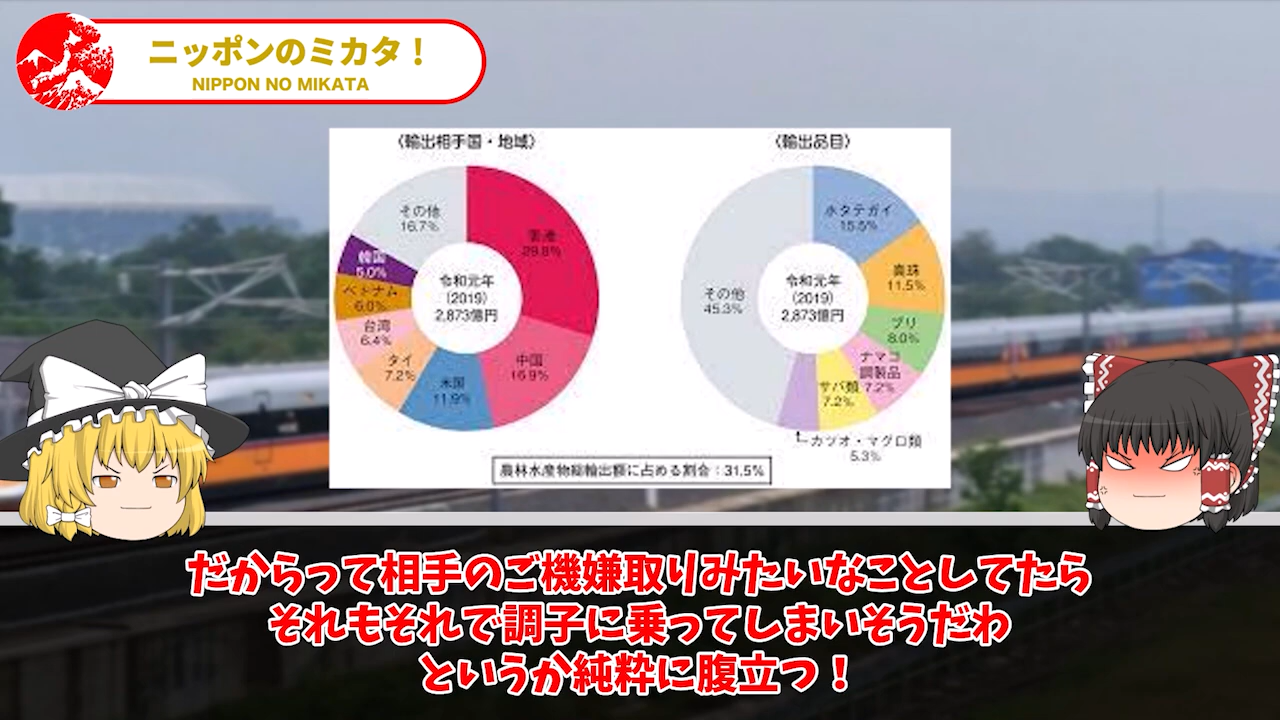 ニッポンのミカタ！
NIPPON NO MIKATA
〈輸出相手国・地域〉
その他
16.7%
香港
29.8%
韓国
5.0%
ベトナム
6.0%
台湾
6.4%
タイ
7.2%
米国
11.9%
中国
16.9%
令和元年
(2019)
2,873億円
〈輸出品目〉
ホタテガイ
15.5%
真珠
11.5%
ブリ
8.0%
ナマコ
調製品 7.2%
サバ類
7.2%
カツオ・マグロ類
5.3%
その他
45.3%
令和元年
(2019)
2,873億円
農林水産物総輸出額に占める割合：31.5%
だからって相手のご機嫌取りみたいなことしてたら
それもそれで調子に乗ってしまいそうだわ
というか純粋に腹立つ！